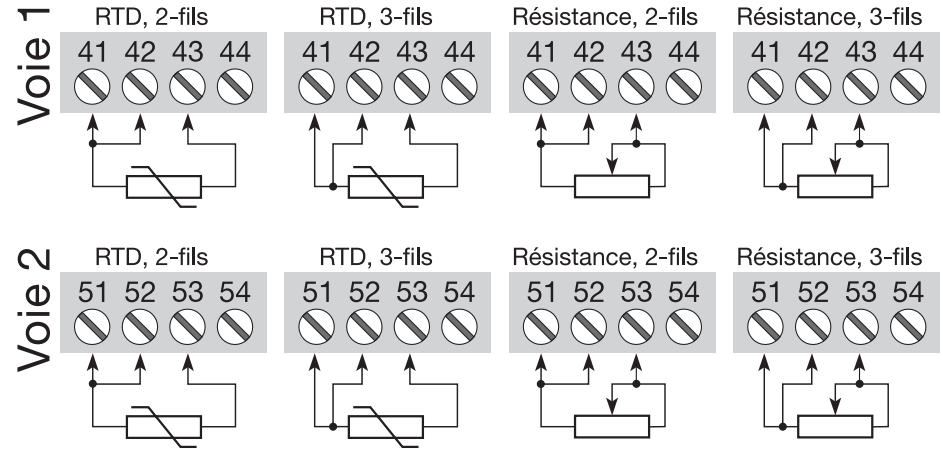 Voie 1
RTD, 2-fils
41 42 43 44
RTD, 3-fils
41 42 43 44
Résistance, 2-fils
41 42 43 44
Résistance, 3-fils
41 42 43 44
Voie 2
RTD, 2-fils
51 52 53 54
RTD, 3-fils
51 52 53 54
Résistance, 2-fils
51 52 53 54
Résistance, 3-fils
51 52 53 54